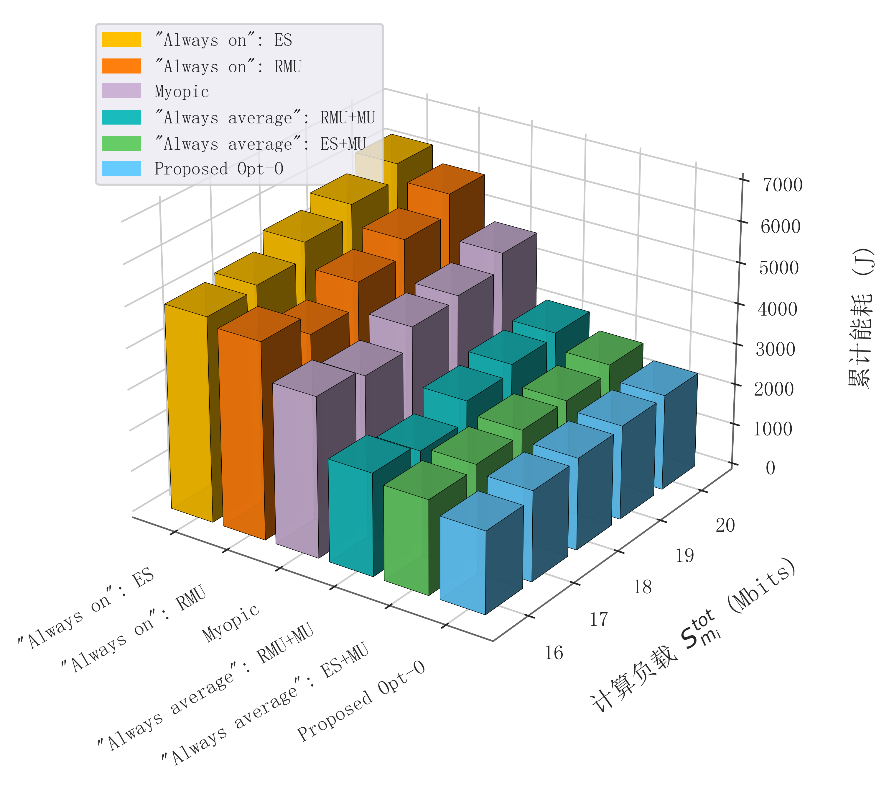 "Always on": ES
"Always on": RMU
Myopic
"Always average": RMU+MU
"Always average": ES+MU
Proposed Opt-O
7000
6000
5000
4000
3000
2000
1000
0
累计能耗 (J)
20
19
18
17
16
计算负载 S_{m_i}^{tot} (Mbits)
"Always on": ES
"Always on": RMU
Myopic
"Always average": RMU+MU
"Always average": ES+MU
Proposed Opt-O